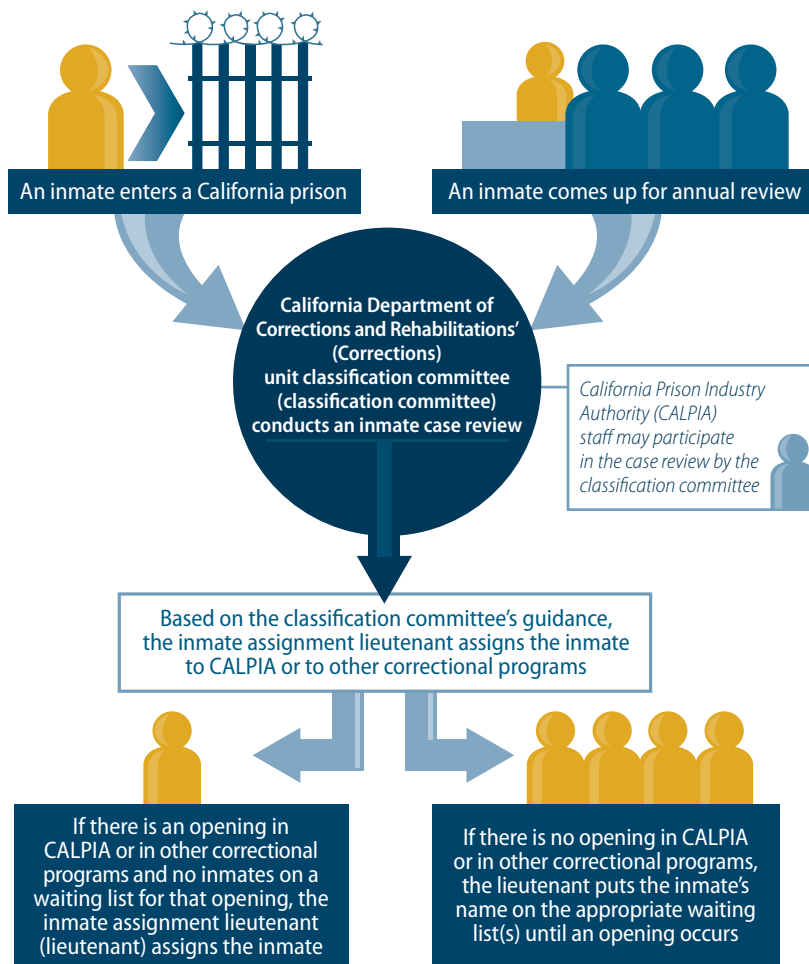 An inmate enters a California prison
An inmate comes up for annual review
California Department of
Corrections and Rehabilitations’
(Corrections)
unit classification committee
(classification committee)
conducts an inmate case review
California Prison Industry
Authority (CALPIA)
staff may participate
in the case review by the
classification committee
Based on the classification committee’s guidance,
the inmate assignment lieutenant assigns the inmate
to CALPIA or to other correctional programs
If there is an opening in
CALPIA or in other correctional
programs and no inmates on a
waiting list for that opening, the
inmate assignment lieutenant
(lieutenant) assigns the inmate
If there is no opening in CALPIA
or in other correctional programs,
the lieutenant puts the inmate’s
name on the appropriate waiting
list(s) until an opening occurs